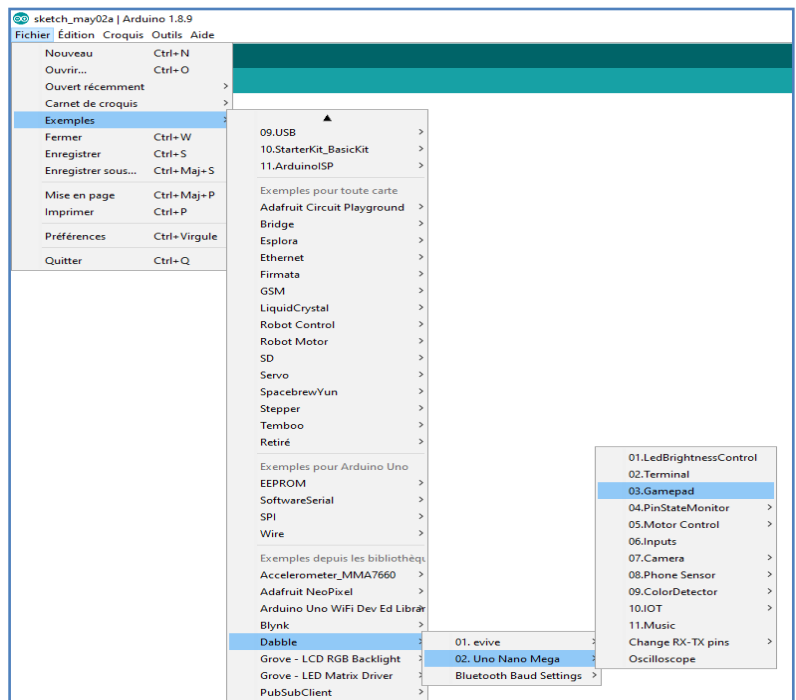 sketch_may02a | Arduino 1.8.9
Fichier Édition Croquis Outils Aide
Nouveau Ctrl+N
Ouvrir... Ctrl+O
Ouvert récemment
Carnet de croquis
Exemples
Fermer Ctrl+W
Enregistrer Ctrl+S
Enregistrer sous... Ctrl+Maj+S
Mise en page Ctrl+Maj+P
Imprimer Ctrl+P
Préférences Ctrl+Virgule
Quitter Ctrl+Q
09.USB
10.StarterKit_BasicKit
11.ArduinoISP
Exemples pour toute carte
Adafruit Circuit Playground
Bridge
Esplora
Ethernet
Firmata
GSM
LiquidCrystal
Robot Control
Robot Motor
SD
Servo
SpacebrewYun
Stepper
Temboo
Retiré
Exemples pour Arduino Uno
EEPROM
SoftwareSerial
SPI
Wire
Exemples depuis les bibliothèqu
Accelerometer_MMA7660
Adafruit NeoPixel
Arduino Uno WiFi Dev Ed Librar
Blynk
Dabble
Grove - LCD RGB Backlight
Grove - LED Matrix Driver
PubSubClient
01. evive
02. Uno Nano Mega
Bluetooth Baud Settings
01.LedBrightnessControl
02.Terminal
03.Gamepad
04.PinStateMonitor
05.Motor Control
06.Inputs
07.Camera
08.Phone Sensor
09.ColorDetector
10.IOT
11.Music
Change RX-TX pins
Oscilloscope